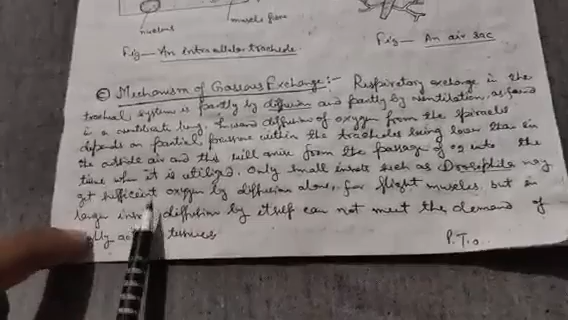 nucleus
muscle fibre
Fig — An intracellular tracheole
Fig — An air sac
© Mechanism of Gaseous Exchange :- Respiratory exchange in the
tracheal system is partly by diffusion and partly by ventilation, as found
in a vertebrate lung. Inward diffusion of oxygen from the spiracles
depends on partial pressure within the tracheoles being lower than in
the outside air and this will arise from the passage of O2 into the
tissue when it is utilized. Only small insects such as Drosophila may
get sufficient oxygen by diffusion alone, for flight muscles, but in
larger diffusion by itself can not meet the demand of
tissues
P.T.O.